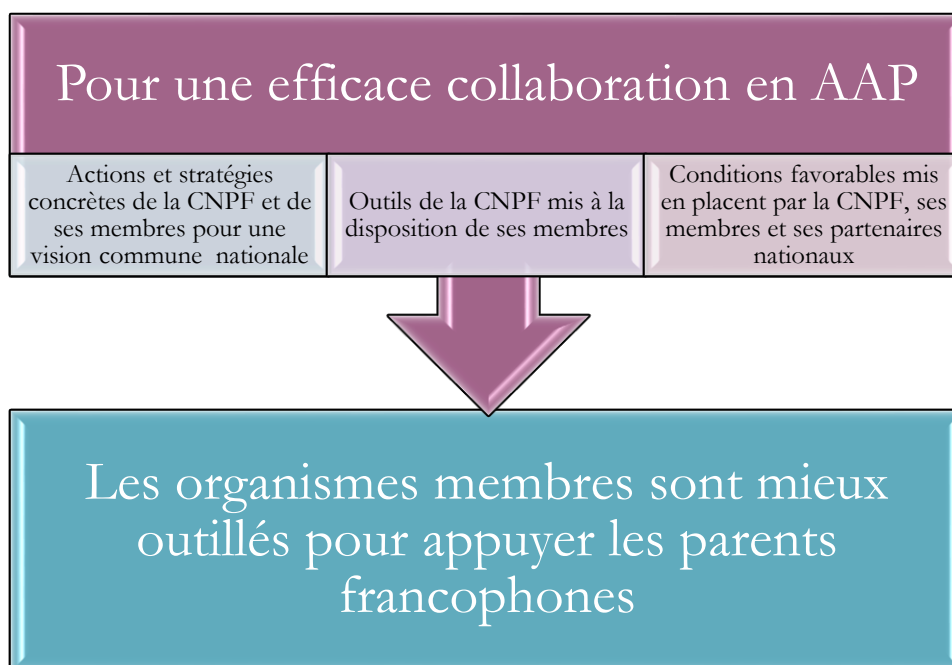 Pour une efficace collaboration en AAP
Actions et stratégies
concrètes de la CNPF et de
ses membres pour une
vision commune nationale
Outils de la CNPF mis à la
disposition de ses membres
Conditions favorables mis
en placent par la CNPF, ses
membres et ses partenaires
nationaux
Les organismes membres sont mieux
outillés pour appuyer les parents
francophones